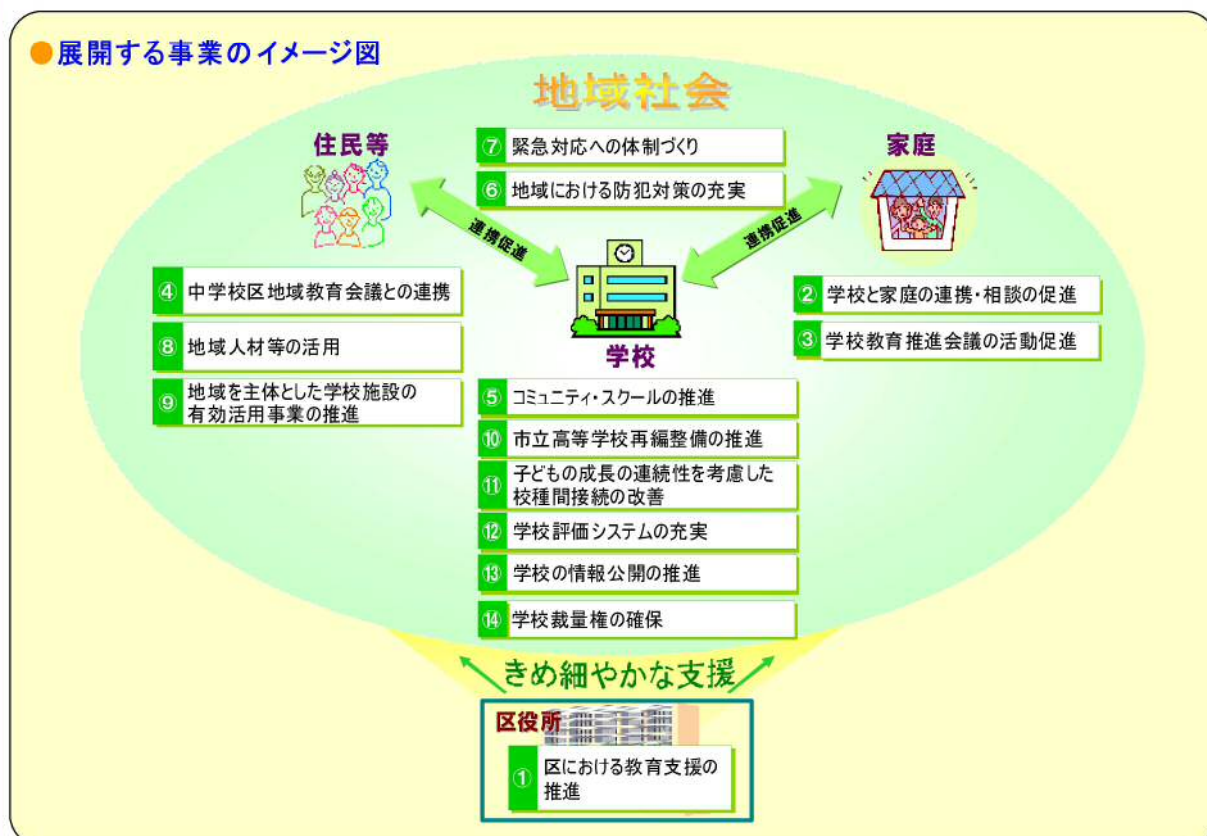 ●展開する事業のイメージ図
地域社会
住民等
⑦ 緊急対応への体制づくり
家庭
⑥ 地域における防犯対策の充実
連携促進
連携促進
④ 中学校区地域教育会議との連携
② 学校と家庭の連携・相談の促進
⑧ 地域人材等の活用
③ 学校教育推進会議の活動促進
学校
⑨ 地域を主体とした学校施設の
有効活用事業の推進
⑤ コミュニティ・スクールの推進
⑩ 市立高等学校再編整備の推進
⑪ 子どもの成長の連続性を考慮した
校種間接続の改善
⑫ 学校評価システムの充実
⑬ 学校の情報公開の推進
⑭ 学校裁量権の確保
きめ細やかな支援
区役所
① 区における教育支援の
推進